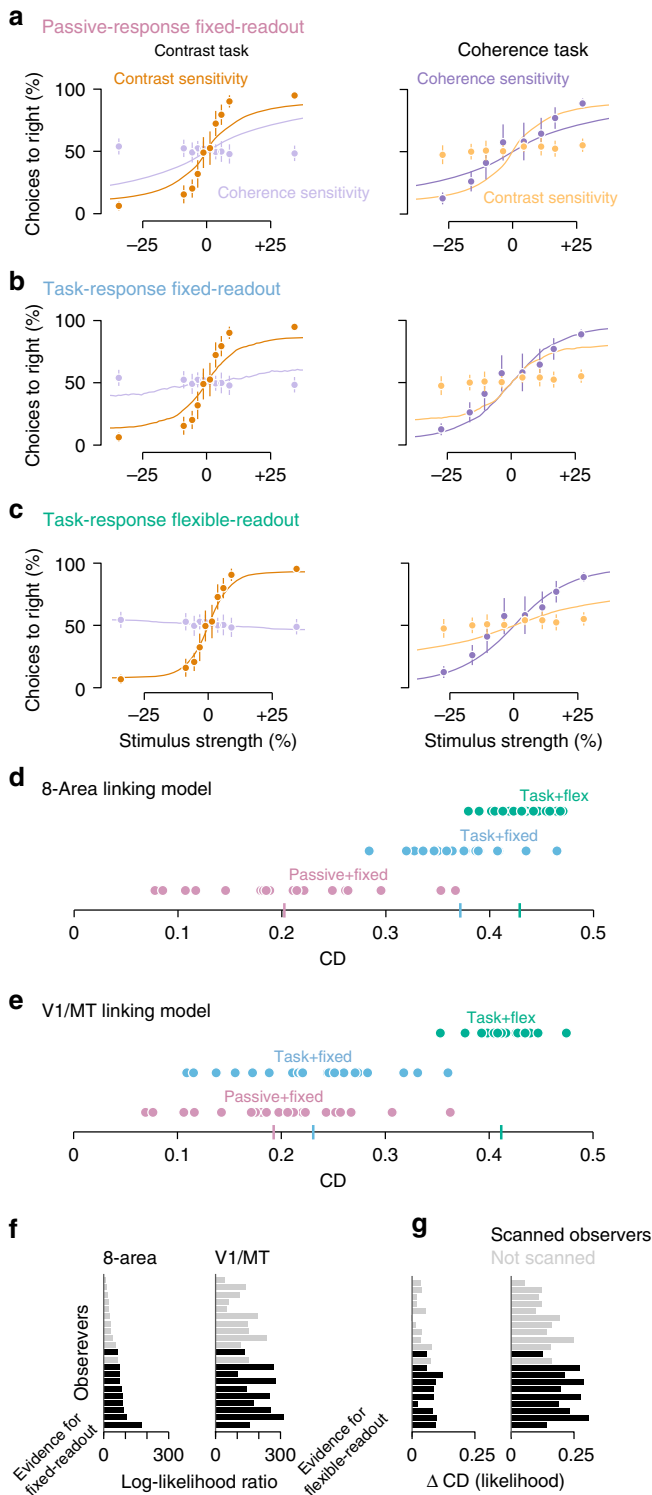 a
Passive-response fixed-readout
Contrast task
Coherence task
Contrast sensitivity
Coherence sensitivity
Choices to right (%)
100
50
0
Coherence sensitivity
Contrast sensitivity
−25 0 +25
−25 0 +25
b
Task-response fixed-readout
Choices to right (%)
100
50
0
−25 0 +25
−25 0 +25
c
Task-response flexible-readout
Choices to right (%)
100
50
0
−25 0 +25
−25 0 +25
Stimulus strength (%)
Stimulus strength (%)
d
8-Area linking model
Task+flex
Task+fixed
Passive+fixed
0 0.1 0.2 0.3 0.4 0.5
CD
e
V1/MT linking model
Task+flex
Task+fixed
Passive+fixed
0 0.1 0.2 0.3 0.4 0.5
CD
f
g
8-area
V1/MT
Scanned observers
Not scanned
Obserevers
Evidence for
fixed-readout
0 300
0 300
Log-likelihood ratio
Evidence for
flexible-readout
0 0.25
0 0.25
Δ CD (likelihood)